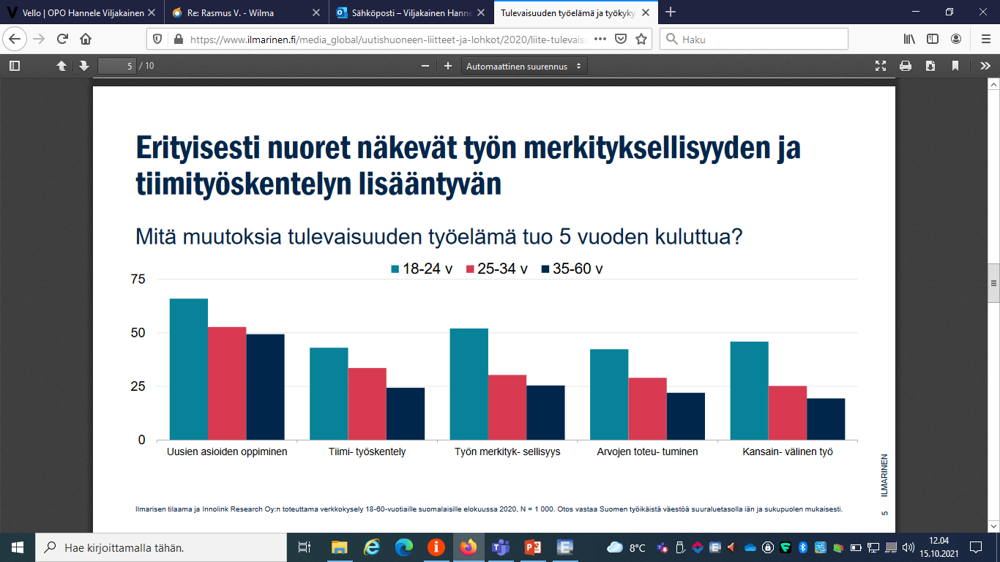 Vello | OPO Hannele Viljakainen
Re: Rasmus V. - Wilma
Sähköposti – Viljakainen Hanne
Tulevaisuuden työelämä ja työkyky
https://www.ilmarinen.fi/media_global/uutishuoneen-liitteet-ja-lohkot/2020/liite-tulevaisu
Haku
5 / 10
Automaattinen suurennus
Erityisesti nuoret näkevät työn merkityksellisyyden ja
tiimityöskentelyn lisääntyvän
Mitä muutoksia tulevaisuuden työelämä tuo 5 vuoden kuluttua?
18-24 v 25-34 v 35-60 v
75
50
25
0
Uusien asioiden oppiminen
Tiimi- työskentely
Työn merkityk- sellisyys
Arvojen toteu- tuminen
Kansain- välinen työ
Ilmarisen tilaama ja Innolink Research Oy:n toteuttama verkkokysely 18-60-vuotiaille suomalaisille elokuussa 2020, N = 1 000. Otos vastaa Suomen työikäistä väestöä suuraluetasolla iän ja sukupuolen mukaisesti.
5 ILMARINEN
Hae kirjoittamalla tähän.
8°C
12.04
15.10.2021